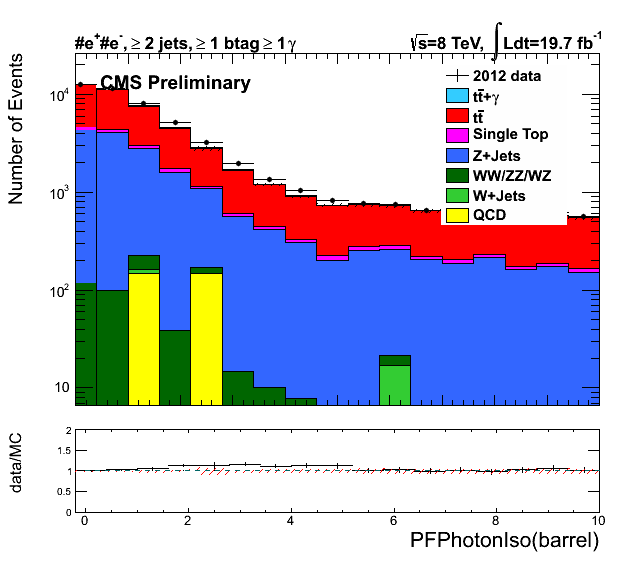 #e⁺#e⁻, ≥ 2 jets, ≥ 1 btag ≥ 1 γ
√s=8 TeV, ∫Ldt=19.7 fb⁻¹
CMS Preliminary
2012 data
tt̄+γ
tt̄
Single Top
Z+Jets
WW/ZZ/WZ
W+Jets
QCD
Number of Events
10⁴
10³
10²
10
data/MC
2
1.5
1
0.5
0
0 2 4 6 8 10
PFPhotonIso(barrel)